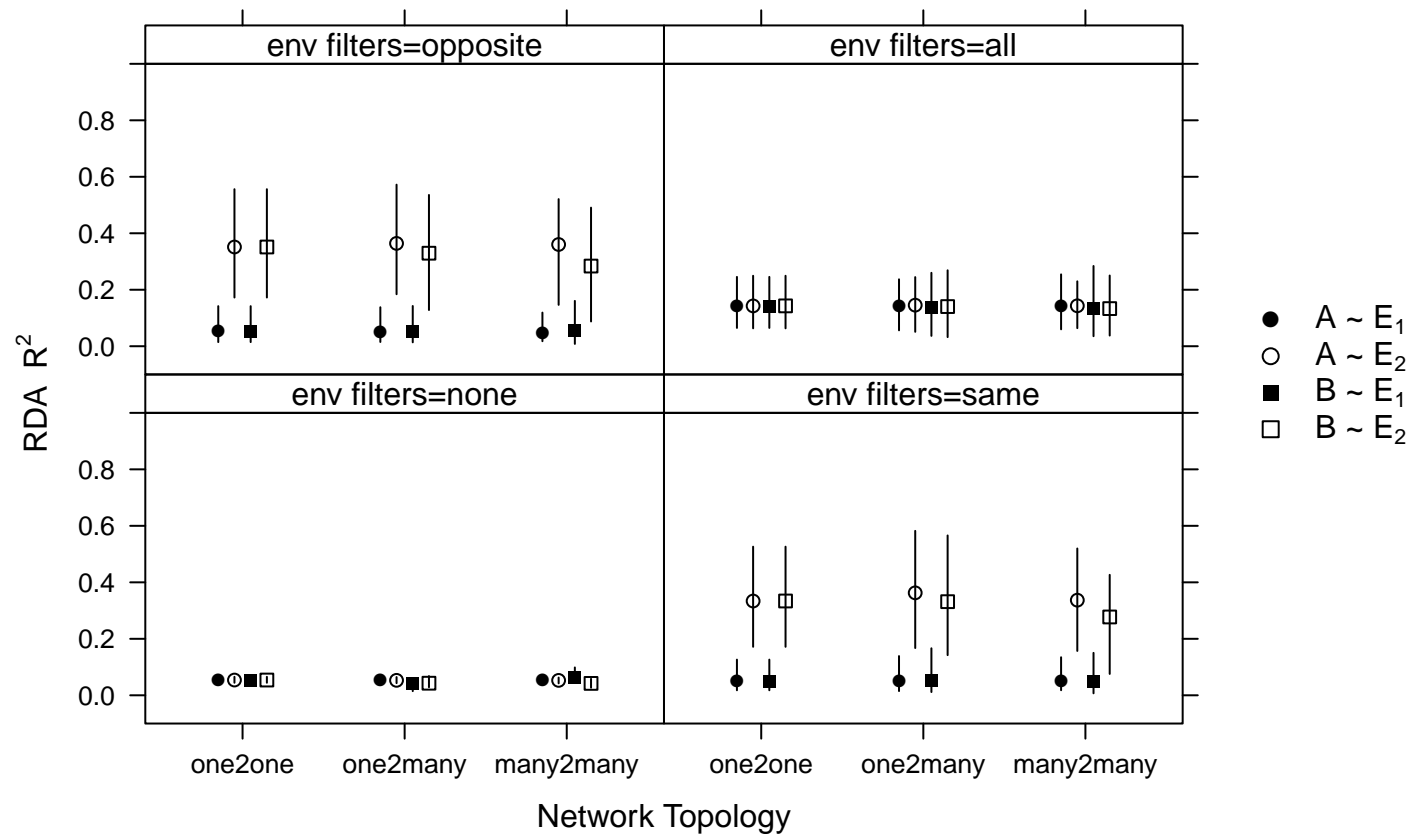 env filters=opposite
env filters=all
0.8
0.6
0.4
0.2
0.0
env filters=none
env filters=same
0.8
0.6
0.4
0.2
0.0
RDA R²
one2one one2many many2many one2one one2many many2many
Network Topology
A ~ E₁
A ~ E₂
B ~ E₁
B ~ E₂